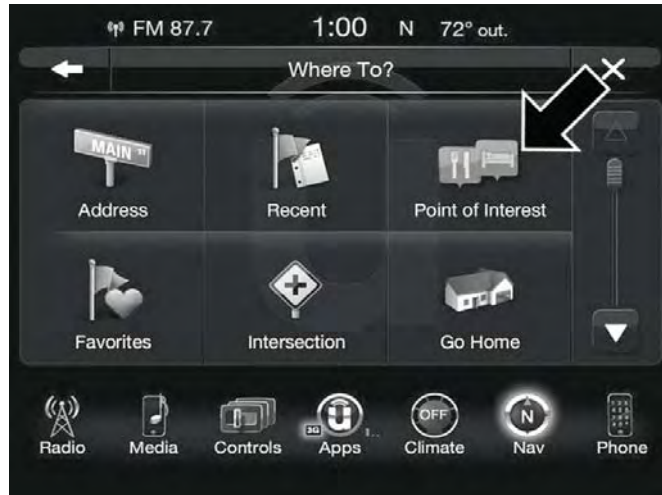 FM 87.7 1:00 N 72° out.
Where To?
MAIN ST
Address Recent Point of Interest
Favorites Intersection Go Home
OFF N
3G
Radio Media Controls Apps Climate Nav Phone